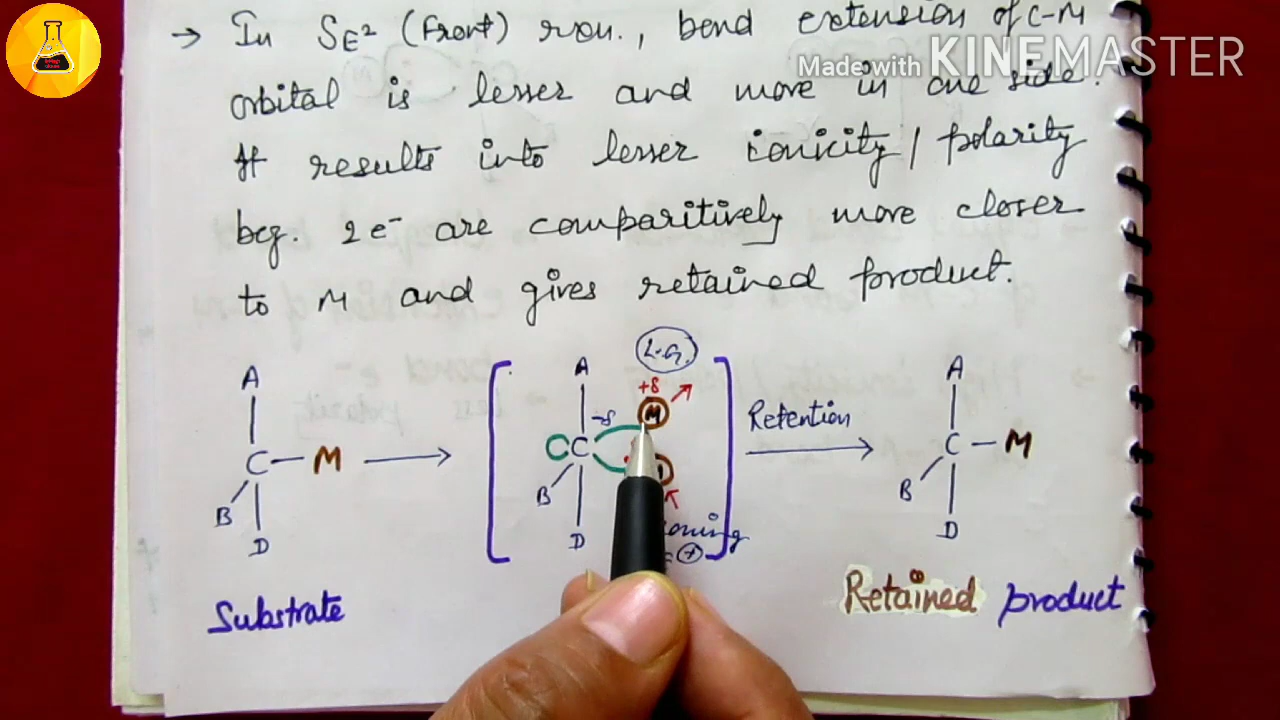 → In SE² (Front) rxn., bond extension of C-M
Made with KINEMASTER
orbital is lesser and more in one side.
It results into lesser ionicity / polarity
bcz. 2e⁻ are comparitively more closer
to M and gives retained product.
A
C — M
B
D
Substrate
L.G.
A
+δ
-δ
M
C
B
D
⊕
Retention
A
C — M
B
D
Retained product